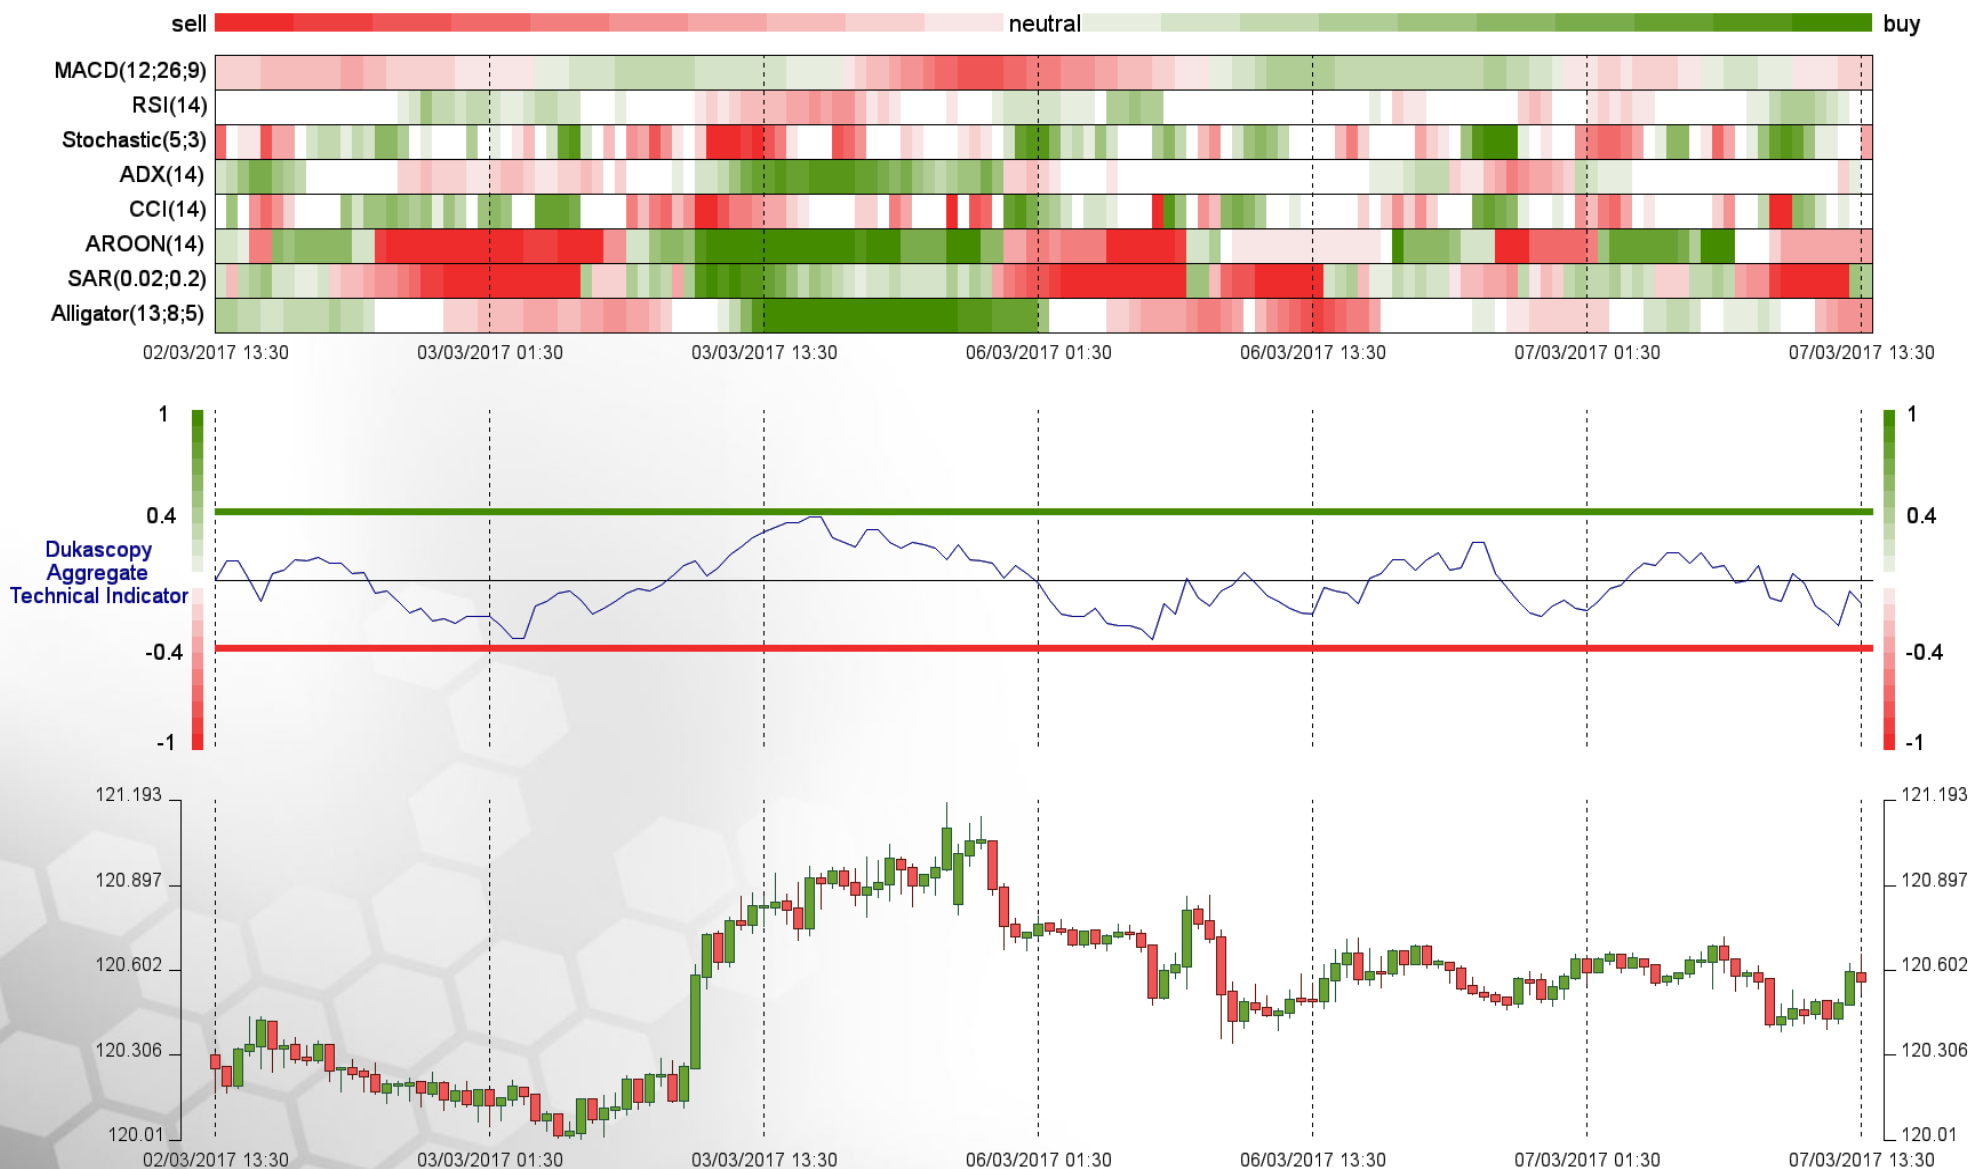 sell neutral buy
MACD(12;26;9)
RSI(14)
Stochastic(5;3)
ADX(14)
CCI(14)
AROON(14)
SAR(0.02;0.2)
Alligator(13;8;5)
02/03/2017 13:30 03/03/2017 01:30 03/03/2017 13:30 06/03/2017 01:30 06/03/2017 13:30 07/03/2017 01:30 07/03/2017 13:30
1 1
0.4 0.4
Dukascopy
Aggregate
Technical Indicator
-0.4 -0.4
-1 -1
121.193 121.193
120.897 120.897
120.602 120.602
120.306 120.306
120.01 120.01
02/03/2017 13:30 03/03/2017 01:30 03/03/2017 13:30 06/03/2017 01:30 06/03/2017 13:30 07/03/2017 01:30 07/03/2017 13:30